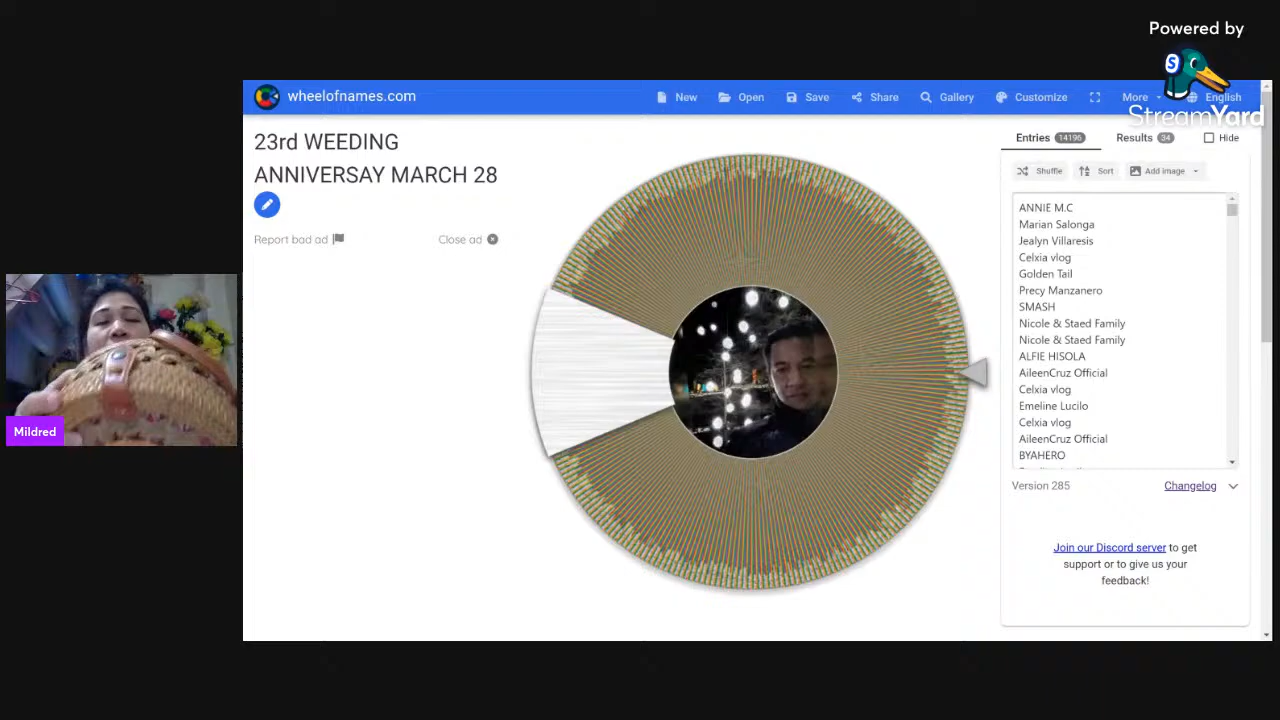 Powered by
StreamYard
wheelofnames.com
New
Open
Save
Share
Gallery
Customize
More
English
23rd WEEDING
ANNIVERSAY MARCH 28
Report bad ad
Close ad
Entries 14196
Results 34
Hide
Shuffle
Sort
Add image
ANNIE M.C
Marian Salonga
Jealyn Villaresis
Celxia vlog
Golden Tail
Precy Manzanero
SMASH
Nicole & Staed Family
Nicole & Staed Family
ALFIE HISOLA
AileenCruz Official
Celxia vlog
Emeline Lucilo
Celxia vlog
AileenCruz Official
BYAHERO
Version 285
Changelog
Join our Discord server to get
support or to give us your
feedback!
Mildred